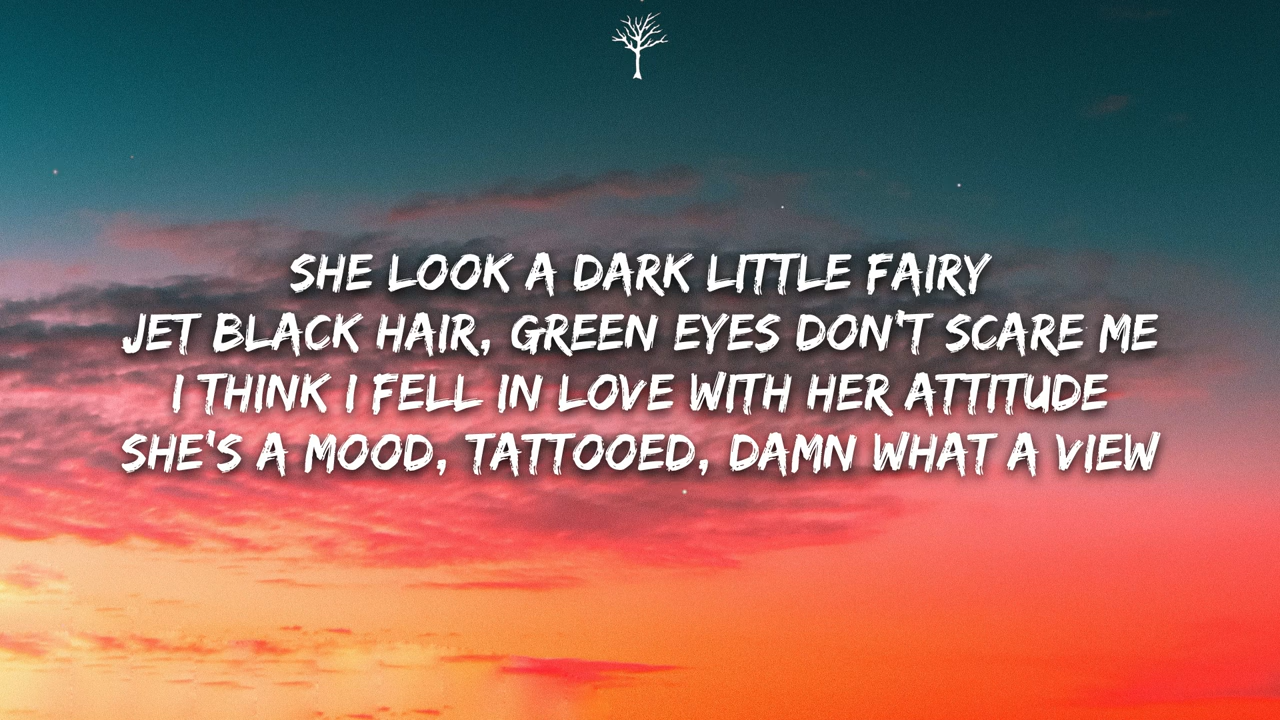 SHE LOOK A DARK LITTLE FAIRY
JET BLACK HAIR, GREEN EYES DON'T SCARE ME
I THINK I FELL IN LOVE WITH HER ATTITUDE
SHE'S A MOOD, TATTOOED, DAMN WHAT A VIEW